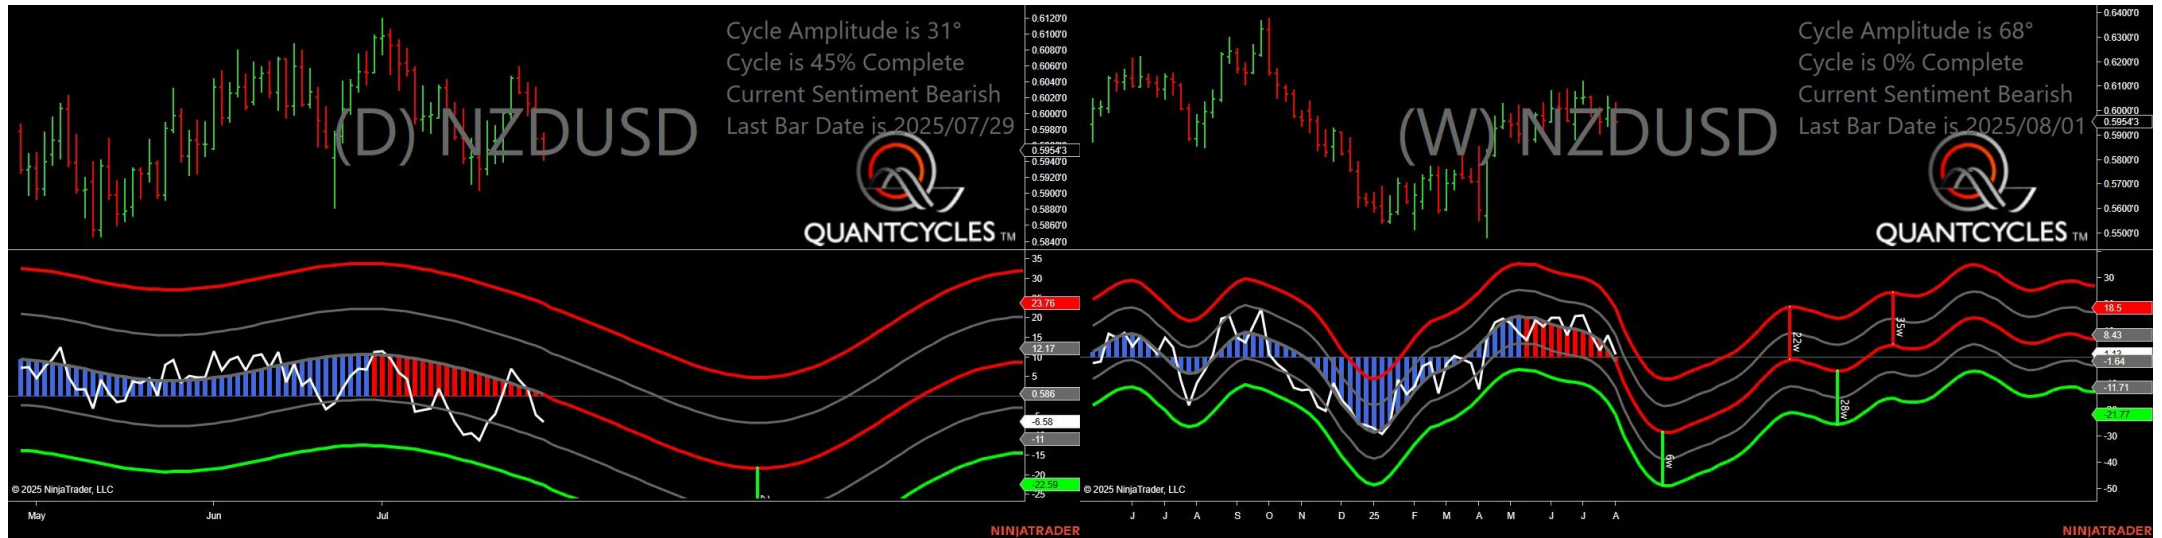 Cycle Amplitude is 31°
Cycle is 45% Complete
Current Sentiment Bearish
Last Bar Date is 2025/07/29
(D) NZDUSD
QUANTCYCLES TM
0.6120'0
0.6100'0
0.6080'0
0.6060'0
0.6040'0
0.6020'0
0.6000'0
0.5980'0
0.5954'3
0.5940'0
0.5920'0
0.5900'0
0.5880'0
0.5860'0
0.5840'0
35
30
23.76
20
15
12.17
10
5
0.586
-6.58
-11
-15
-20
-22.59
-25
© 2025 NinjaTrader, LLC
May
Jun
Jul
NINJATRADER
Cycle Amplitude is 68°
Cycle is 0% Complete
Current Sentiment Bearish
Last Bar Date is 2025/08/01
(W) NZDUSD
QUANTCYCLES TM
0.6400'0
0.6300'0
0.6200'0
0.6100'0
0.6000'0
0.5954'3
0.5900'0
0.5800'0
0.5700'0
0.5600'0
0.5500'0
22w
35w
28w
6w
30
18.5
8.43
-1.64
-11.71
-21.77
-30
-40
-50
© 2025 NinjaTrader, LLC
J
J
A
S
O
N
D
25
F
M
A
M
J
J
A
NINJATRADER